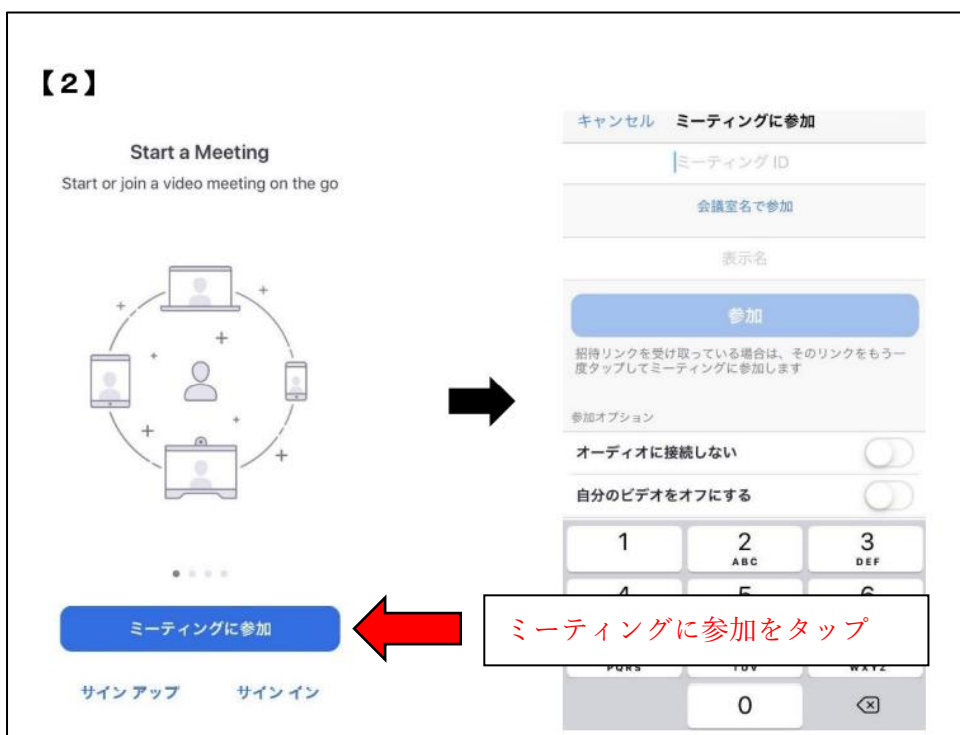 【２】
Start a Meeting
Start or join a video meeting on the go
ミーティングに参加
サインアップ
サインイン
キャンセル ミーティングに参加
ミーティング ID
会議室名で参加
表示名
参加
招待リンクを受け取っている場合は、そのリンクをもう一
度タップしてミーティングに参加します
参加オプション
オーディオに接続しない
自分のビデオをオフにする
1 2 3
ABC DEF
ミーティングに参加をタップ
PQRS TUV WXYZ
0